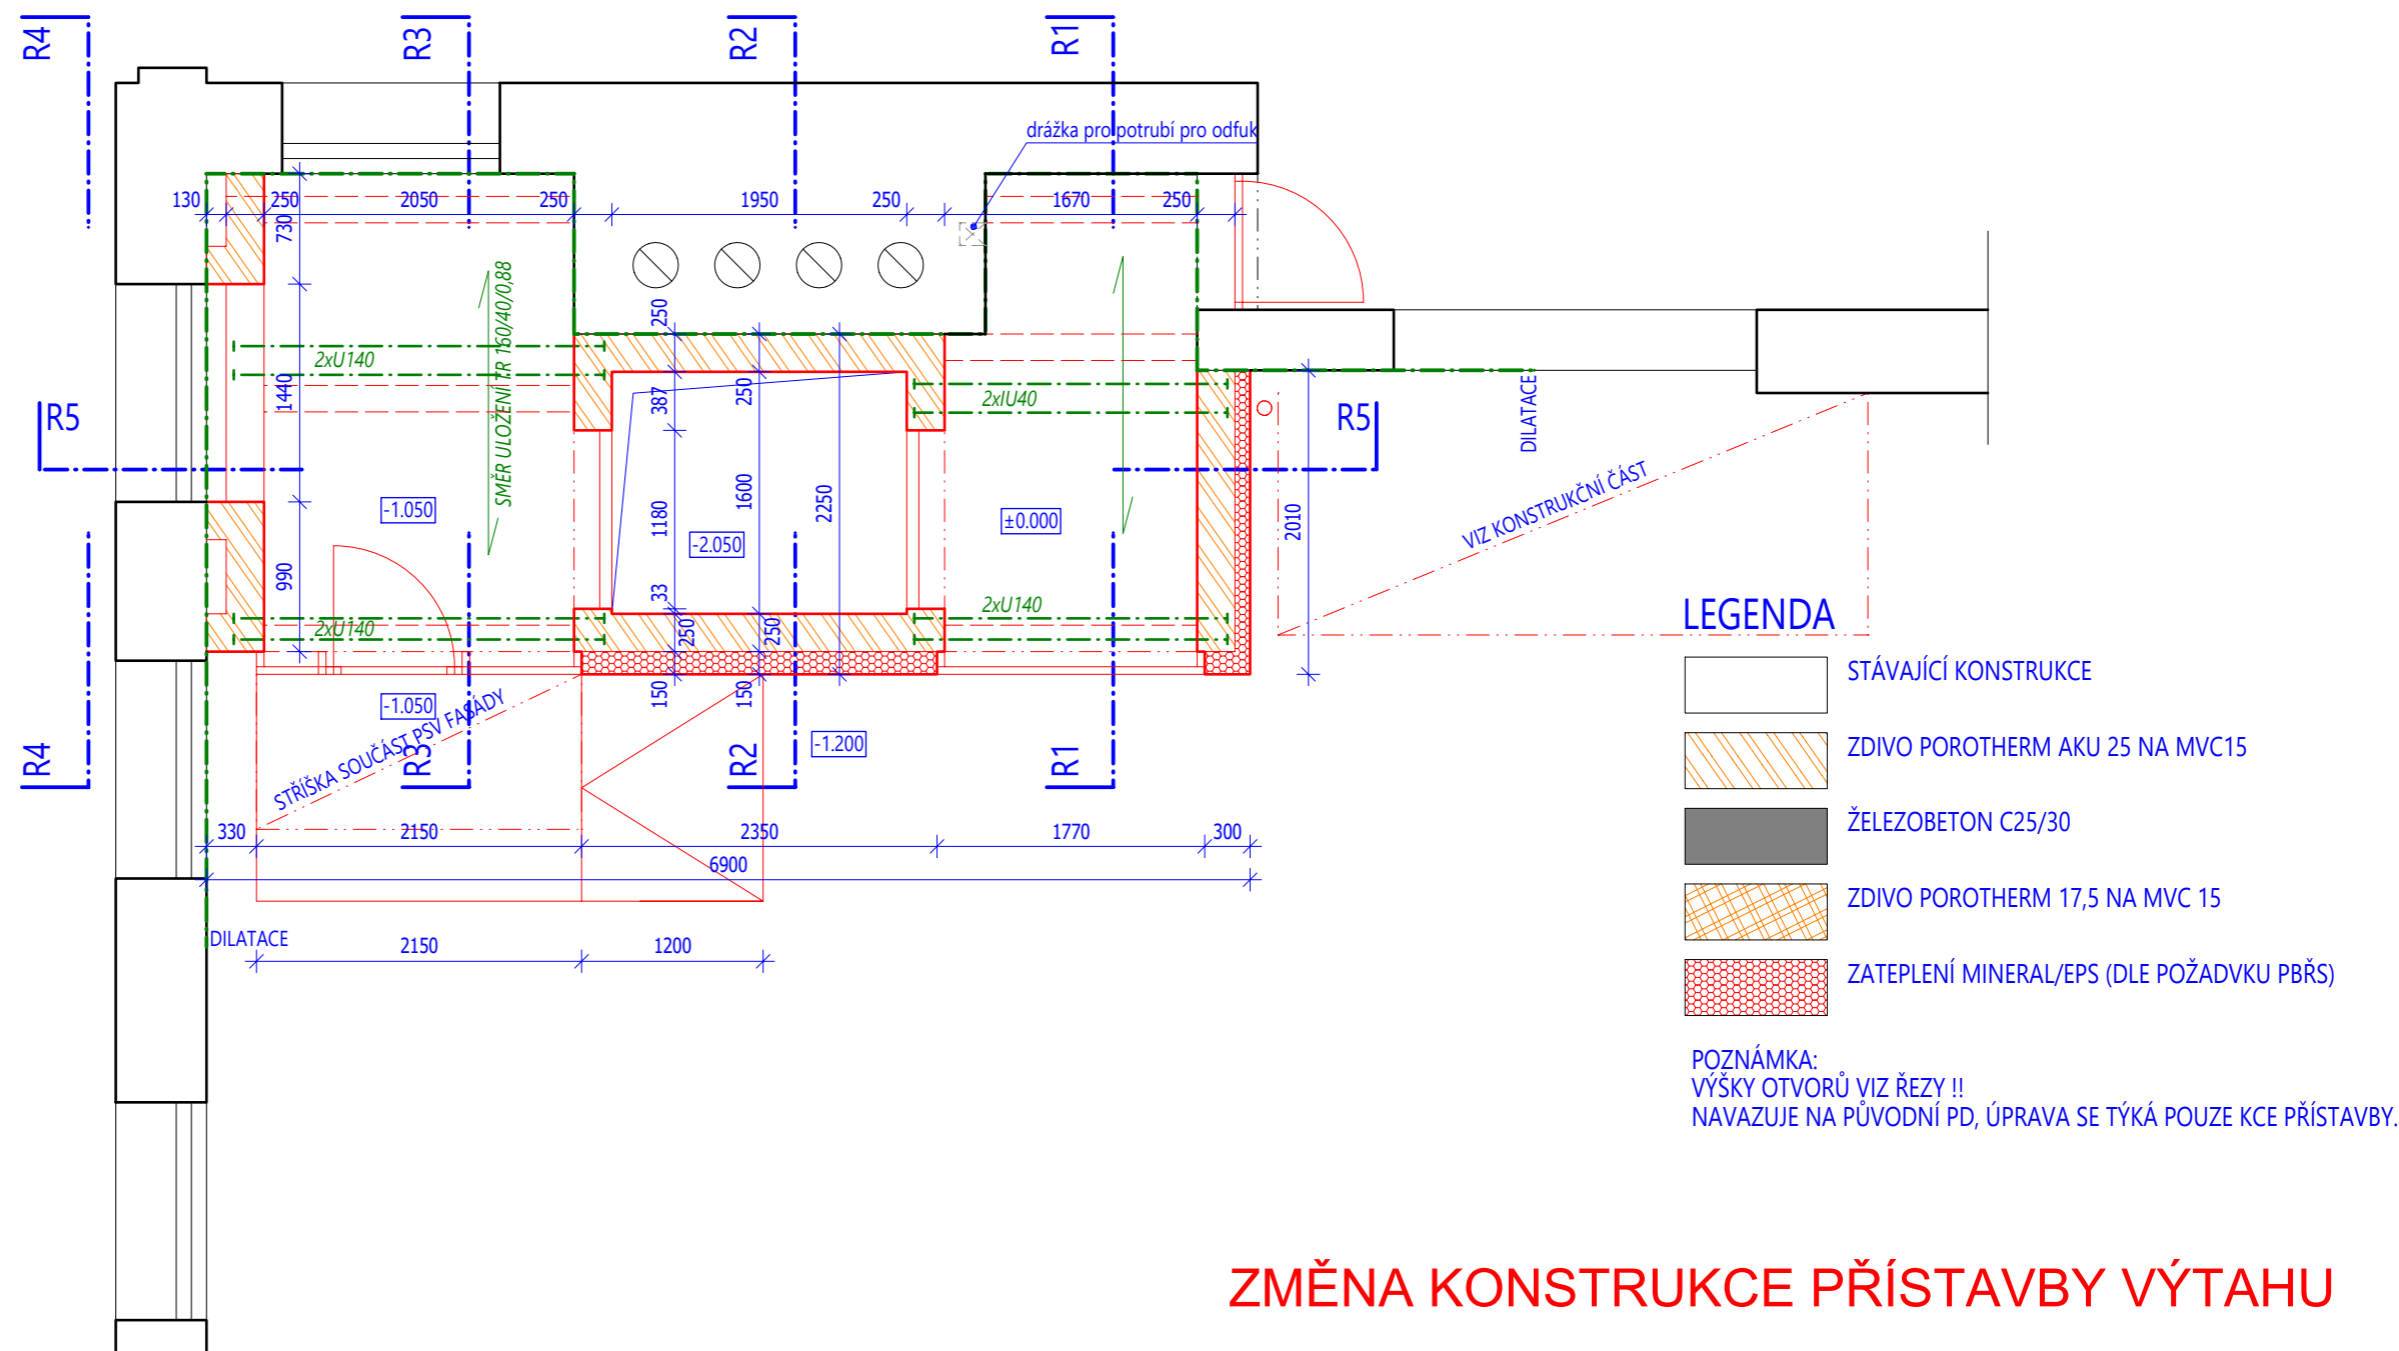 R4
R3
R2
R1
drážka pro potrubí pro odfuk
130
250
2050
250
1950
250
1670
250
730
1440
990
SMĚR ULOŽENÍ TR 160/40/0,88
2xU140
2xIU40
250
387
250
1180
1600
2250
33
250
250
150
150
R5
R5
-1.050
-2.050
±0.000
2010
DILATACE
VIZ KONSTRUKČNÍ ČÁST
2xU140
2xU140
-1.050
-1.200
STŘÍŠKA SOUČÁST PSV FASÁDY
R4
R3
R2
R1
330
2150
2350
1770
300
6900
DILATACE
2150
1200
LEGENDA
STÁVAJÍCÍ KONSTRUKCE
ZDIVO POROTHERM AKU 25 NA MVC15
ŽELEZOBETON C25/30
ZDIVO POROTHERM 17,5 NA MVC 15
ZATEPLENÍ MINERAL/EPS (DLE POŽADVKU PBŘS)
POZNÁMKA:
VÝŠKY OTVORŮ VIZ ŘEZY !!
NAVAZUJE NA PŮVODNÍ PD, ÚPRAVA SE TÝKÁ POUZE KCE PŘÍSTAVBY.
ZMĚNA KONSTRUKCE PŘÍSTAVBY VÝTAHU